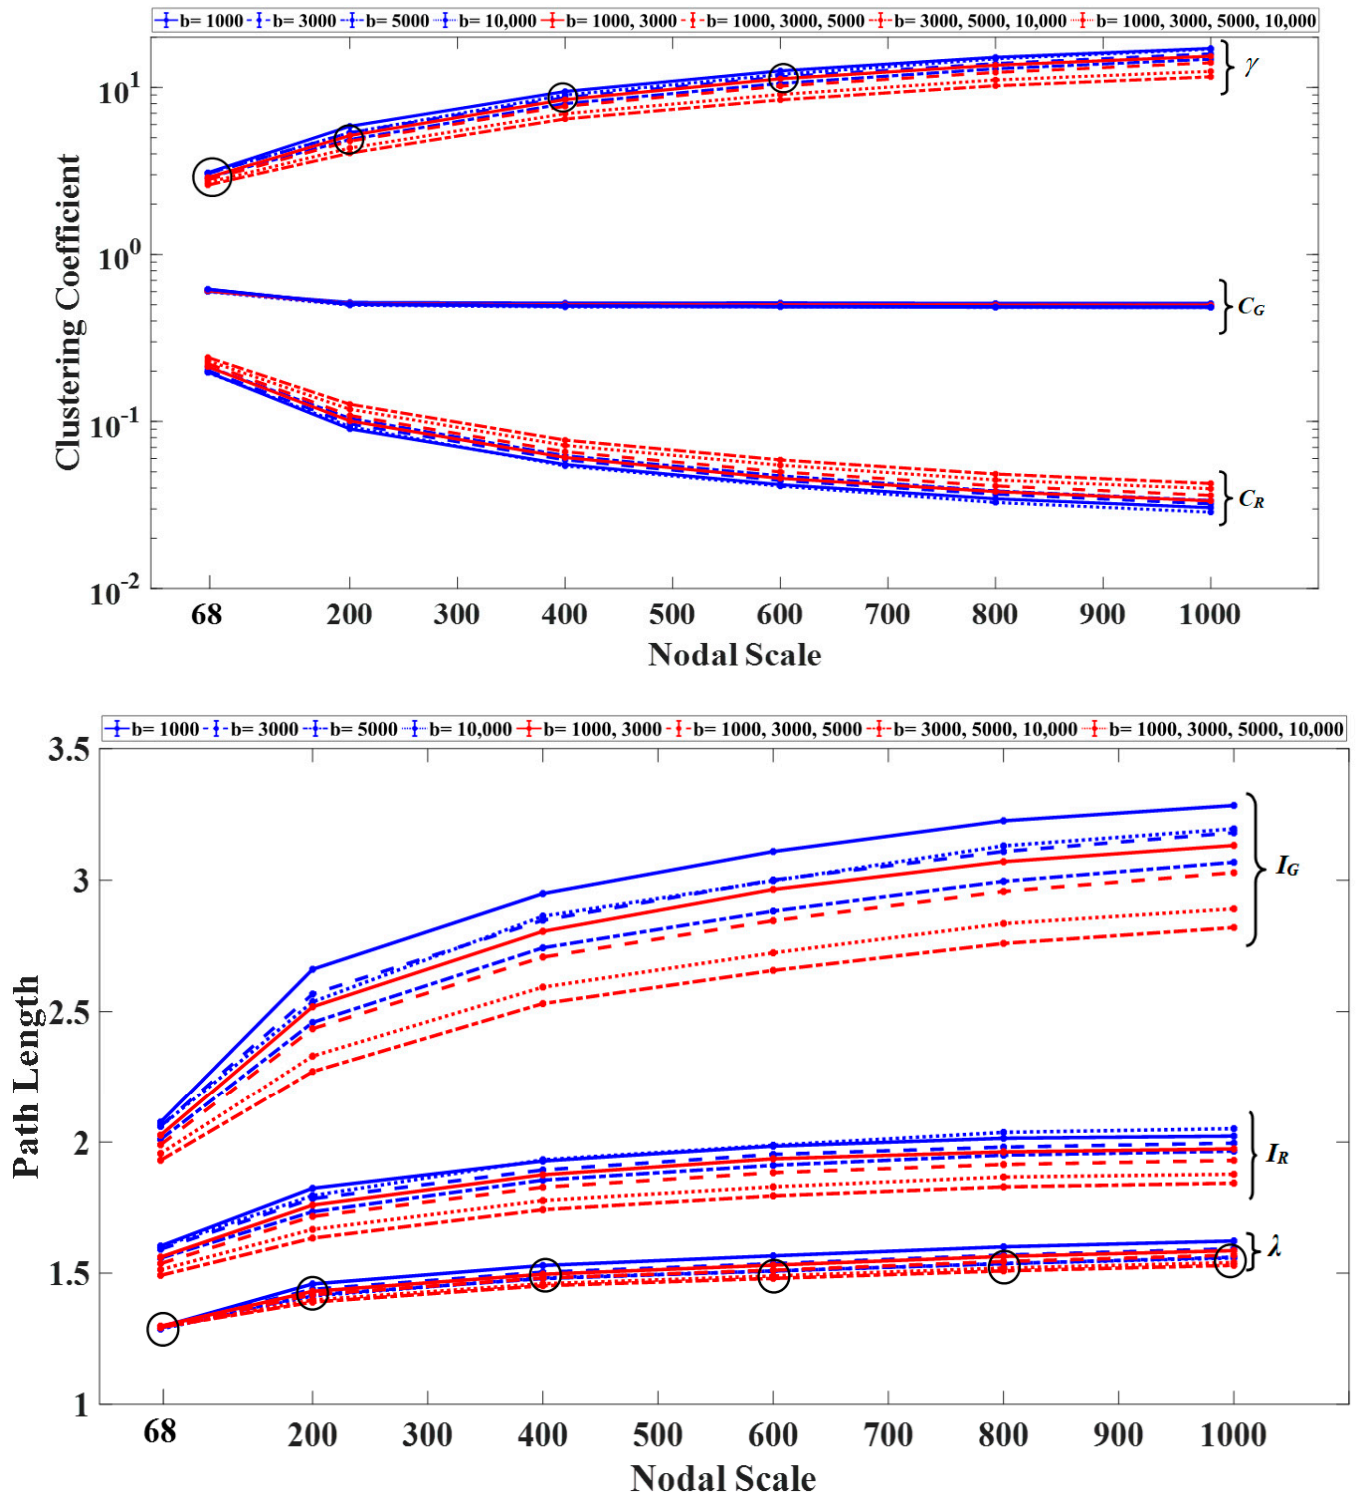 b= 1000 b= 3000 b= 5000 b= 10,000 b= 1000, 3000 b= 1000, 3000, 5000 b= 3000, 5000, 10,000 b= 1000, 3000, 5000, 10,000
Clustering Coefficient
10^1
10^0
10^-1
10^-2
γ
C_G
C_R
68 200 300 400 500 600 700 800 900 1000
Nodal Scale
b= 1000 b= 3000 b= 5000 b= 10,000 b= 1000, 3000 b= 1000, 3000, 5000 b= 3000, 5000, 10,000 b= 1000, 3000, 5000, 10,000
Path Length
3.5
3
2.5
2
1.5
1
I_G
I_R
λ
68 200 300 400 500 600 700 800 900 1000
Nodal Scale